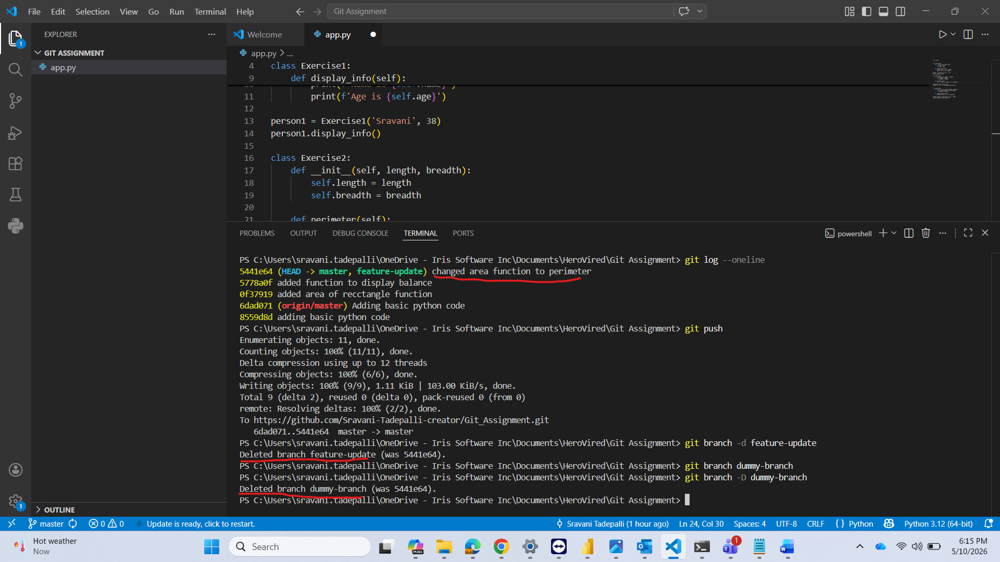 File Edit Selection View Go Run Terminal Help
Git Assignment
EXPLORER
1
GIT ASSIGNMENT
app.py
Welcome
app.py
app.py > ...
4 class Exercise1:
9 def display_info(self):
11 print(f'Age is {self.age}')
12
13 person1 = Exercise1('Sravani', 38)
14 person1.display_info()
15
16 class Exercise2:
17 def __init__(self, length, breadth):
18 self.length = length
19 self.breadth = breadth
20
21 def perimeter(self):
PROBLEMS OUTPUT DEBUG CONSOLE TERMINAL PORTS
powershell
PS C:\Users\sravani.tadepalli\OneDrive - Iris Software Inc\Documents\HeroVired\Git Assignment> git log --oneline
5441e64 (HEAD -> master, feature-update) changed area function to perimeter
5778a0f added function to display balance
0f37919 added area of recctangle function
6dad071 (origin/master) Adding basic python code
8559d8d adding basic python code
PS C:\Users\sravani.tadepalli\OneDrive - Iris Software Inc\Documents\HeroVired\Git Assignment> git push
Enumerating objects: 11, done.
Counting objects: 100% (11/11), done.
Delta compression using up to 12 threads
Compressing objects: 100% (6/6), done.
Writing objects: 100% (9/9), 1.11 KiB | 103.00 KiB/s, done.
Total 9 (delta 2), reused 0 (delta 0), pack-reused 0 (from 0)
remote: Resolving deltas: 100% (2/2), done.
To https://github.com/Sravani-Tadepalli-creator/Git_Assignment.git
6dad071..5441e64 master -> master
PS C:\Users\sravani.tadepalli\OneDrive - Iris Software Inc\Documents\HeroVired\Git Assignment> git branch -d feature-update
Deleted branch feature-update (was 5441e64).
PS C:\Users\sravani.tadepalli\OneDrive - Iris Software Inc\Documents\HeroVired\Git Assignment> git branch dummy-branch
PS C:\Users\sravani.tadepalli\OneDrive - Iris Software Inc\Documents\HeroVired\Git Assignment> git branch -D dummy-branch
Deleted branch dummy-branch (was 5441e64).
PS C:\Users\sravani.tadepalli\OneDrive - Iris Software Inc\Documents\HeroVired\Git Assignment>
1
OUTLINE
master 0 0 Update is ready, click to restart.
Sravani Tadepalli (1 hour ago) Ln 24, Col 30 Spaces: 4 UTF-8 CRLF { } Python Python 3.12 (64-bit)
Hot weather
Now
Search
M365
1
6:15 PM
5/10/2026